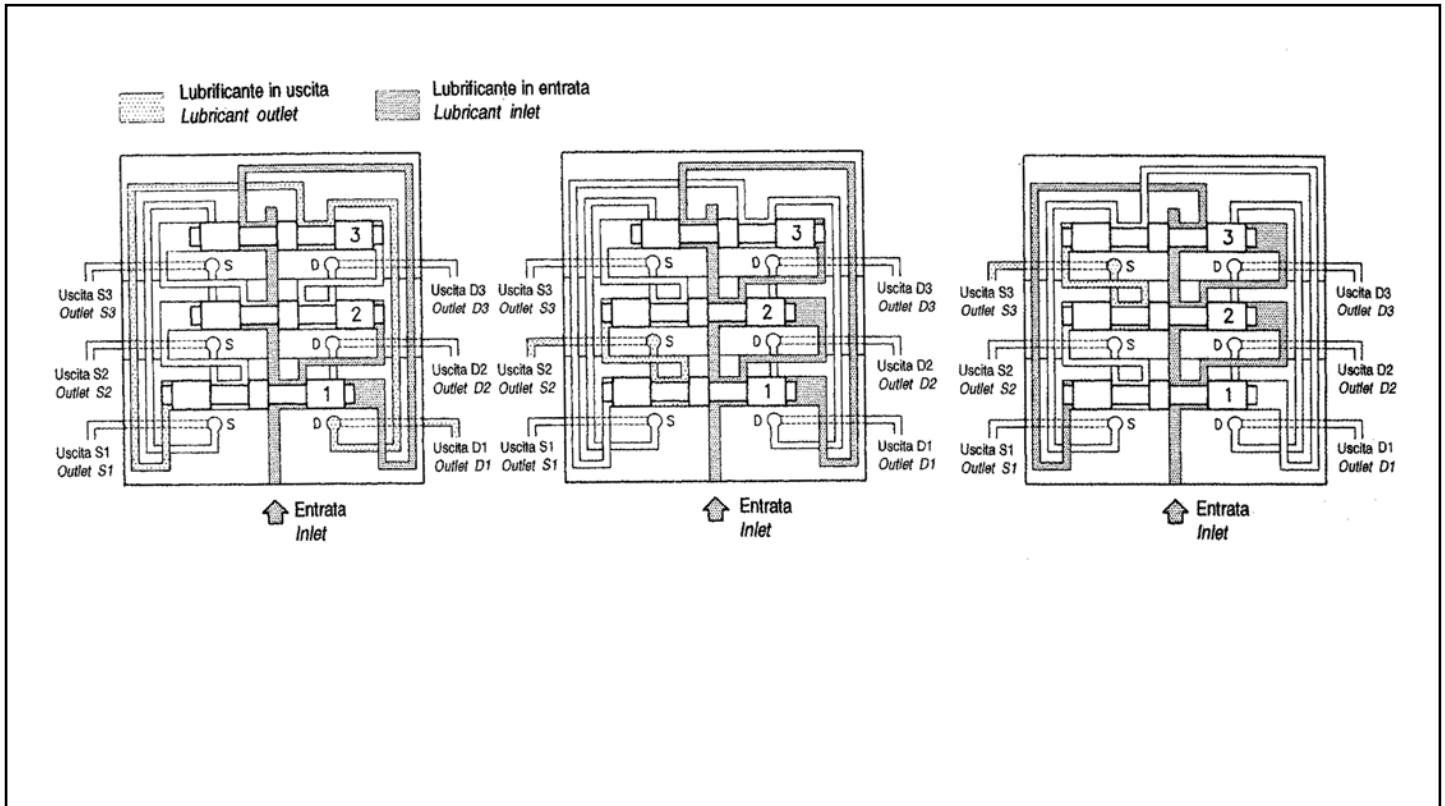 Lubrificante in uscita
Lubricant outlet
Lubrificante in entrata
Lubricant inlet
3
S
D
Uscita S3
Outlet S3
Uscita D3
Outlet D3
2
S
D
Uscita S2
Outlet S2
Uscita D2
Outlet D2
1
S
D
Uscita S1
Outlet S1
Uscita D1
Outlet D1
Entrata
Inlet
3
S
D
Uscita S3
Outlet S3
Uscita D3
Outlet D3
2
S
D
Uscita S2
Outlet S2
Uscita D2
Outlet D2
1
S
D
Uscita S1
Outlet S1
Uscita D1
Outlet D1
Entrata
Inlet
3
S
D
Uscita S3
Outlet S3
Uscita D3
Outlet D3
2
S
D
Uscita S2
Outlet S2
Uscita D2
Outlet D2
1
S
D
Uscita S1
Outlet S1
Uscita D1
Outlet D1
Entrata
Inlet